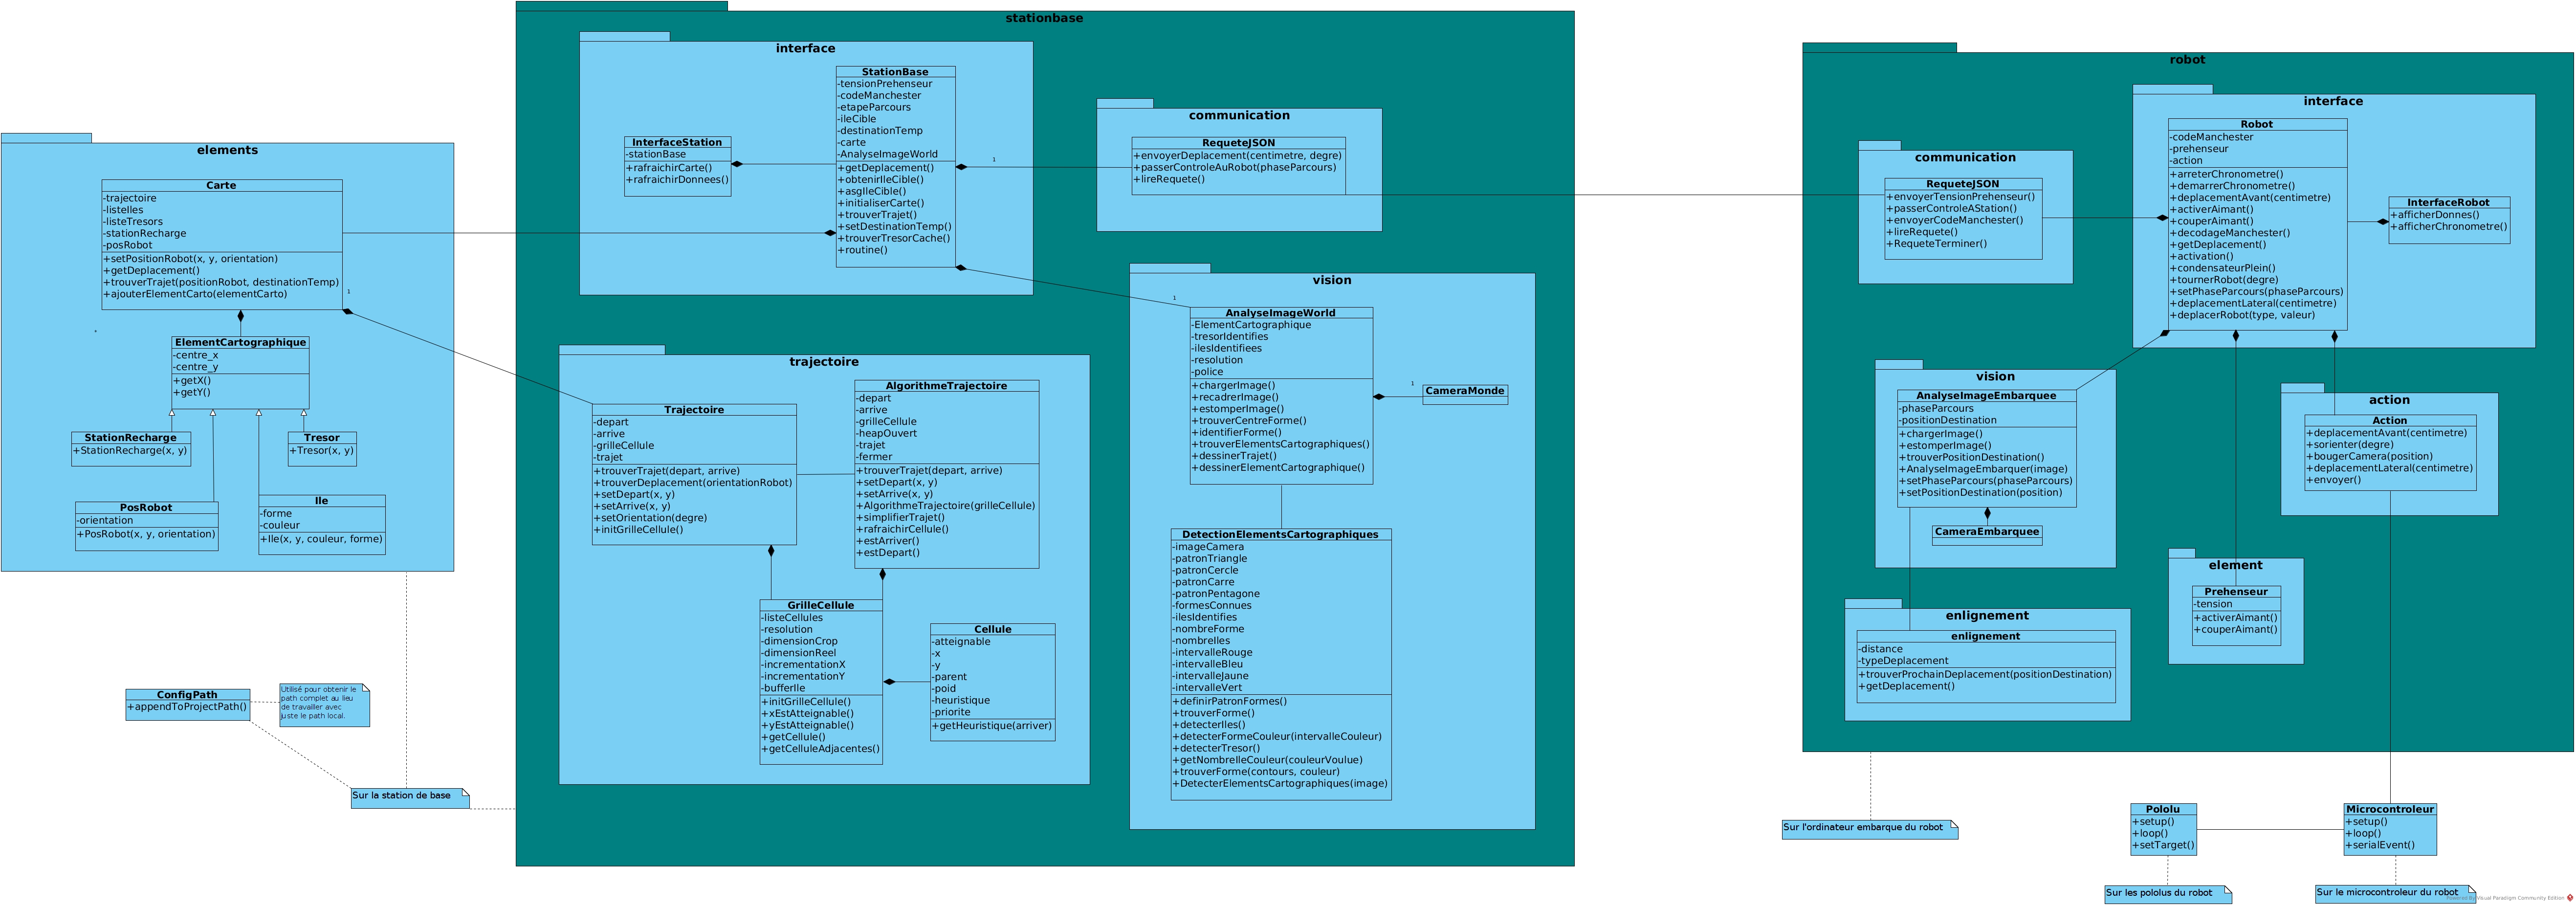 elements
Carte
-trajectoire
-listeIles
-listeTresors
-stationRecharge
-posRobot
+setPositionRobot(x, y, orientation)
+getDeplacement()
+trouverTrajet(positionRobot, destinationTemp)
+ajouterElementCarto(elementCarto)
1
*
ElementCartographique
-centre_x
-centre_y
+getX()
+getY()
StationRecharge
+StationRecharge(x, y)
Tresor
+Tresor(x, y)
PosRobot
-orientation
+PosRobot(x, y, orientation)
Ile
-forme
-couleur
+Ile(x, y, couleur, forme)
ConfigPath
+appendToProjectPath()
Utilisé pour obtenir le
path complet au lieu
de travailler avec
juste le path local.
Sur la station de base
stationbase
interface
InterfaceStation
-stationBase
+rafraichirCarte()
+rafraichirDonnees()
StationBase
-tensionPrehenseur
-codeManchester
-etapeParcours
-ileCible
-destinationTemp
-carte
-AnalyseImageWorld
+getDeplacement()
+obtenirIleCible()
+asgIleCible()
+initialiserCarte()
+trouverTrajet()
+setDestinationTemp()
+trouverTresorCache()
+routine()
1
communication
RequeteJSON
+envoyerDeplacement(centimetre, degre)
+passerControleAuRobot(phaseParcours)
+lireRequete()
trajectoire
Trajectoire
-depart
-arrive
-grilleCellule
-trajet
+trouverTrajet(depart, arrive)
+trouverDeplacement(orientationRobot)
+setDepart(x, y)
+setArrive(x, y)
+setOrientation(degre)
+initGrilleCellule()
AlgorithmeTrajectoire
-depart
-arrive
-grilleCellule
-heapOuvert
-trajet
-fermer
+trouverTrajet(depart, arrive)
+setDepart(x, y)
+setArrive(x, y)
+AlgorithmeTrajectoire(grilleCellule)
+simplifierTrajet()
+rafraichirCellule()
+estArriver()
+estDepart()
GrilleCellule
-listeCellules
-resolution
-dimensionCrop
-dimensionReel
-incrementationX
-incrementationY
-bufferIle
+initGrilleCellule()
+xEstAtteignable()
+yEstAtteignable()
+getCellule()
+getCelluleAdjacentes()
Cellule
-atteignable
-x
-y
-parent
-poid
-heuristique
-priorite
+getHeuristique(arriver)
vision
1
AnalyseImageWorld
-ElementCartographique
-tresorIdentifies
-ilesIdentifiees
-resolution
-police
+chargerImage()
+recadrerImage()
+estomperImage()
+trouverCentreForme()
+identifierForme()
+trouverElementsCartographiques()
+dessinerTrajet()
+dessinerElementCartographique()
1
CameraMonde
DetectionElementsCartographiques
-imageCamera
-patronTriangle
-patronCercle
-patronCarre
-patronPentagone
-formesConnues
-ilesIdentifies
-nombreForme
-nombreIles
-intervalleRouge
-intervalleBleu
-intervalleJaune
-intervalleVert
+definirPatronFormes()
+trouverForme()
+detecterIles()
+detecterFormeCouleur(intervalleCouleur)
+detecterTresor()
+getNombreIleCouleur(couleurVoulue)
+trouverForme(contours, couleur)
+DetecterElementsCartographiques(image)
robot
communication
RequeteJSON
+envoyerTensionPrehenseur()
+passerControleAStation()
+envoyerCodeManchester()
+lireRequete()
+RequeteTerminer()
interface
Robot
-codeManchester
-prehenseur
-action
+arreterChronometre()
+demarrerChronometre()
+deplacementAvant(centimetre)
+activerAimant()
+couperAimant()
+decodageManchester()
+getDeplacement()
+activation()
+condensateurPlein()
+tournerRobot(degre)
+setPhaseParcours(phaseParcours)
+deplacementLateral(centimetre)
+deplacerRobot(type, valeur)
InterfaceRobot
+afficherDonnes()
+afficherChronometre()
vision
AnalyseImageEmbarquee
-phaseParcours
-positionDestination
+chargerImage()
+estomperImage()
+trouverPositionDestination()
+AnalyseImageEmbarquer(image)
+setPhaseParcours(phaseParcours)
+setPositionDestination(position)
CameraEmbarquee
action
Action
+deplacementAvant(centimetre)
+sorienter(degre)
+bougerCamera(position)
+deplacementLateral(centimetre)
+envoyer()
element
Prehenseur
-tension
+activerAimant()
+couperAimant()
enlignement
enlignement
-distance
-typeDeplacement
+trouverProchainDeplacement(positionDestination)
+getDeplacement()
Sur l'ordinateur embarque du robot
Pololu
+setup()
+loop()
+setTarget()
Microcontroleur
+setup()
+loop()
+serialEvent()
Sur les pololus du robot
Sur le microcontroleur du robot
Powered By Visual Paradigm Community Edition